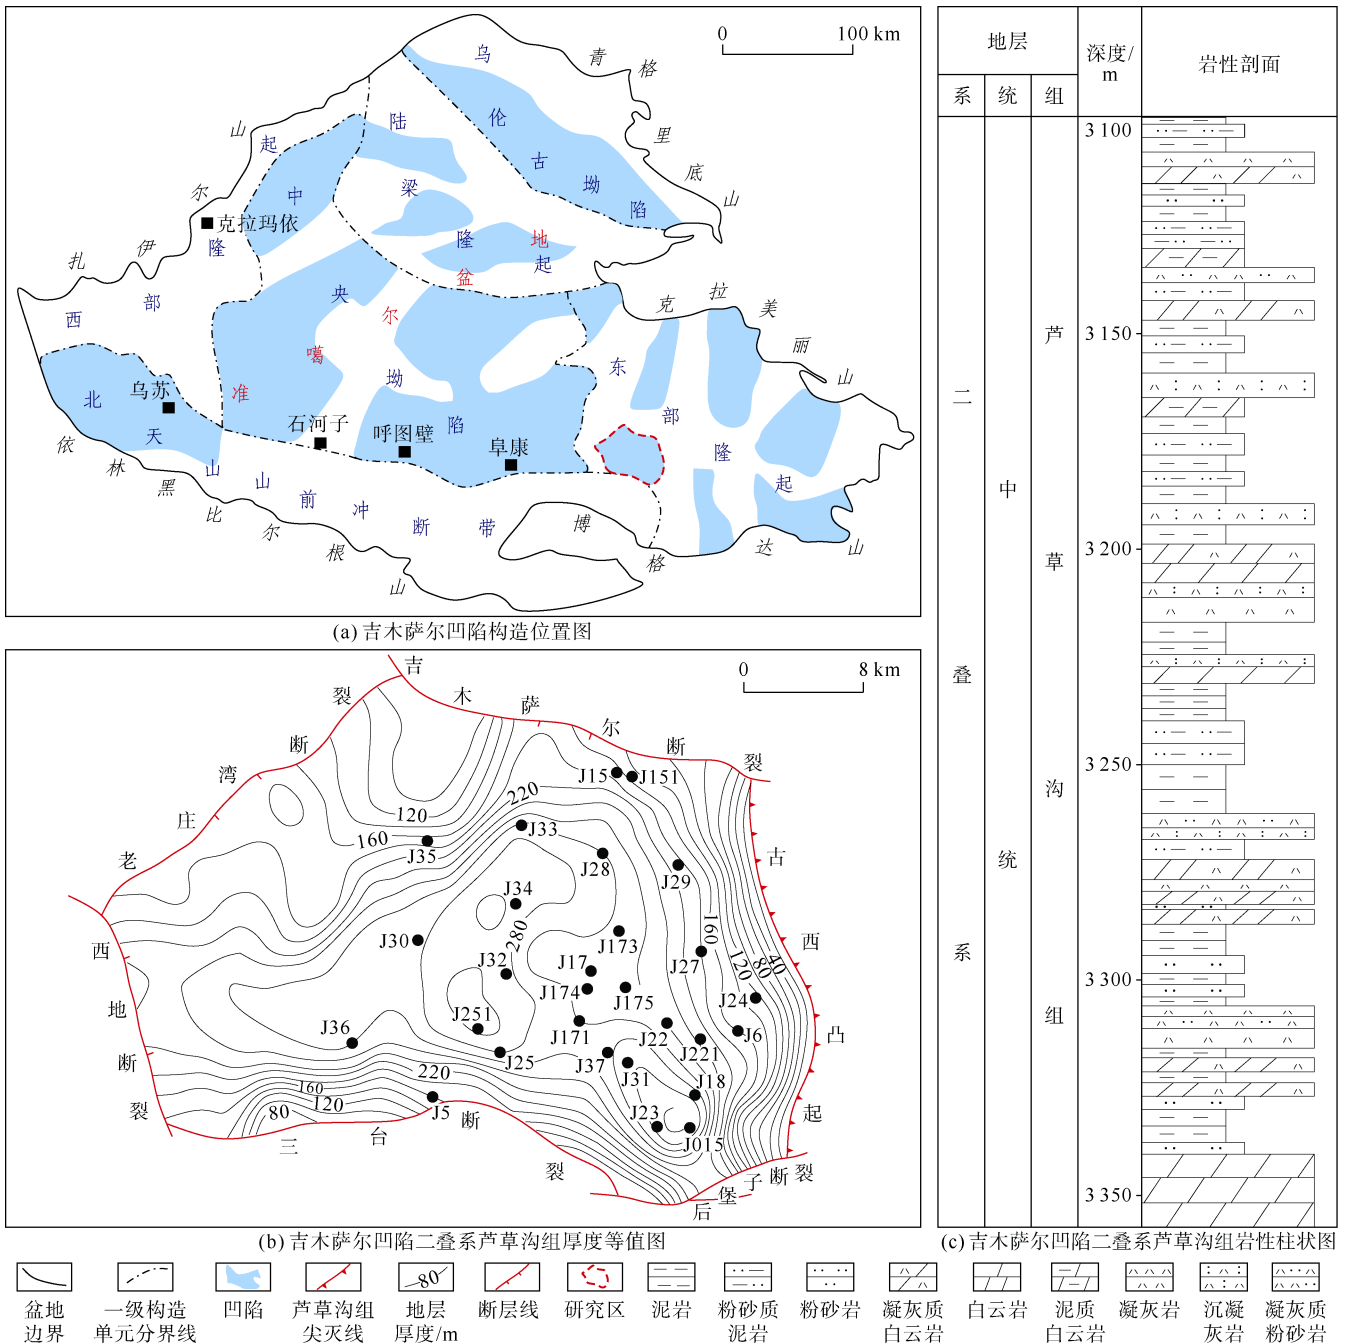 0 100 km
青格里底山
扎伊尔山
克拉美丽山
依林黑比尔根山
博格达山
乌伦古坳陷
陆梁隆起
西部隆起
中央坳陷
东部隆起
北天山山前冲断带
准噶尔盆地
克拉玛依
乌苏
石河子
呼图壁
阜康
(a) 吉木萨尔凹陷构造位置图
0 8 km
吉木萨尔断裂
老庄湾断裂
西地断裂
三台断裂
后堡子断裂
古西凸起
220
120
160
280
160
120
80
40
220
160
120
80
J15
J151
J33
J35
J28
J29
J34
J30
J173
J32
J17
J27
J174
J175
J24
J251
J171
J6
J36
J22
J221
J25
J37
J31
J18
J5
J23
J015
(b) 吉木萨尔凹陷二叠系芦草沟组厚度等值图
地层
深度/
m
岩性剖面
系 统 组
二叠系
中统
芦草沟组
3 100
3 150
3 200
3 250
3 300
3 350
(c) 吉木萨尔凹陷二叠系芦草沟组岩性柱状图
80
盆地
边界
一级构造
单元分界线
凹陷
芦草沟组
尖灭线
地层
厚度/m
断层线
研究区
泥岩
粉砂质
泥岩
粉砂岩
凝灰质
白云岩
白云岩
泥质
白云岩
凝灰岩
沉凝
灰岩
凝灰质
粉砂岩